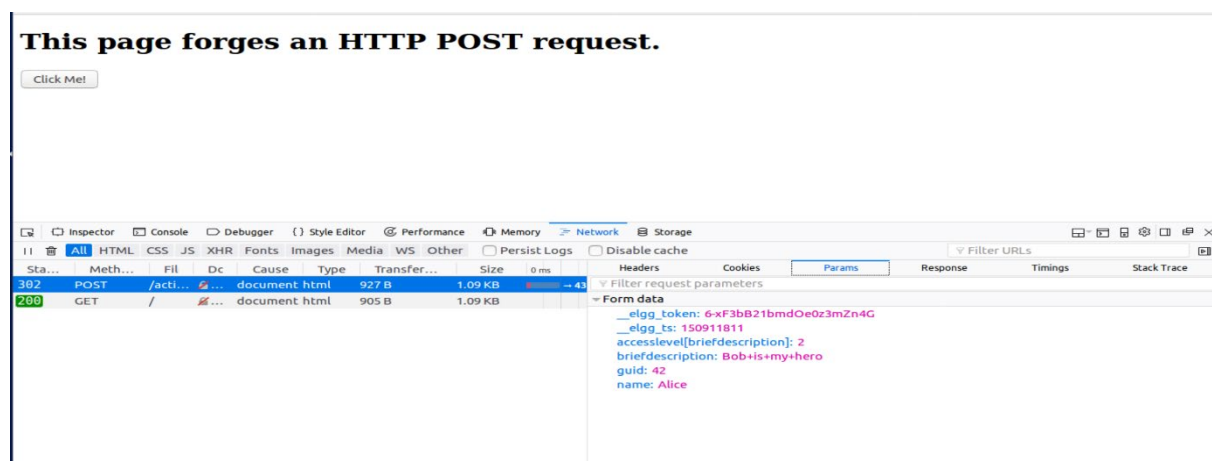 This page forges an HTTP POST request.
Click Me!
Inspector Console Debugger {} Style Editor Performance Memory Network Storage
All HTML CSS JS XHR Fonts Images Media WS Other Persist Logs Disable cache Filter URLs
Sta... Meth... Fil Dc Cause Type Transfer... Size 0 ms Headers Cookies Params Response Timings Stack Trace
302 POST /acti... ... document html 927 B 1.09 KB → 43 Filter request parameters
200 GET / ... document html 905 B 1.09 KB Form data
__elgg_token: 6-xF3bB21bmdOe0z3mZn4G
__elgg_ts: 150911811
accesslevel[briefdescription]: 2
briefdescription: Bob+is+my+hero
guid: 42
name: Alice